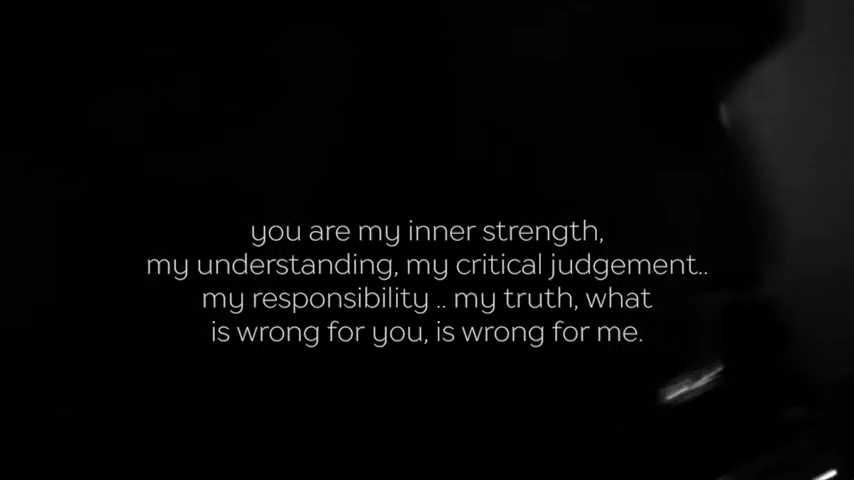 you are my inner strength,
my understanding, my critical judgement..
my responsibility .. my truth, what
is wrong for you, is wrong for me.